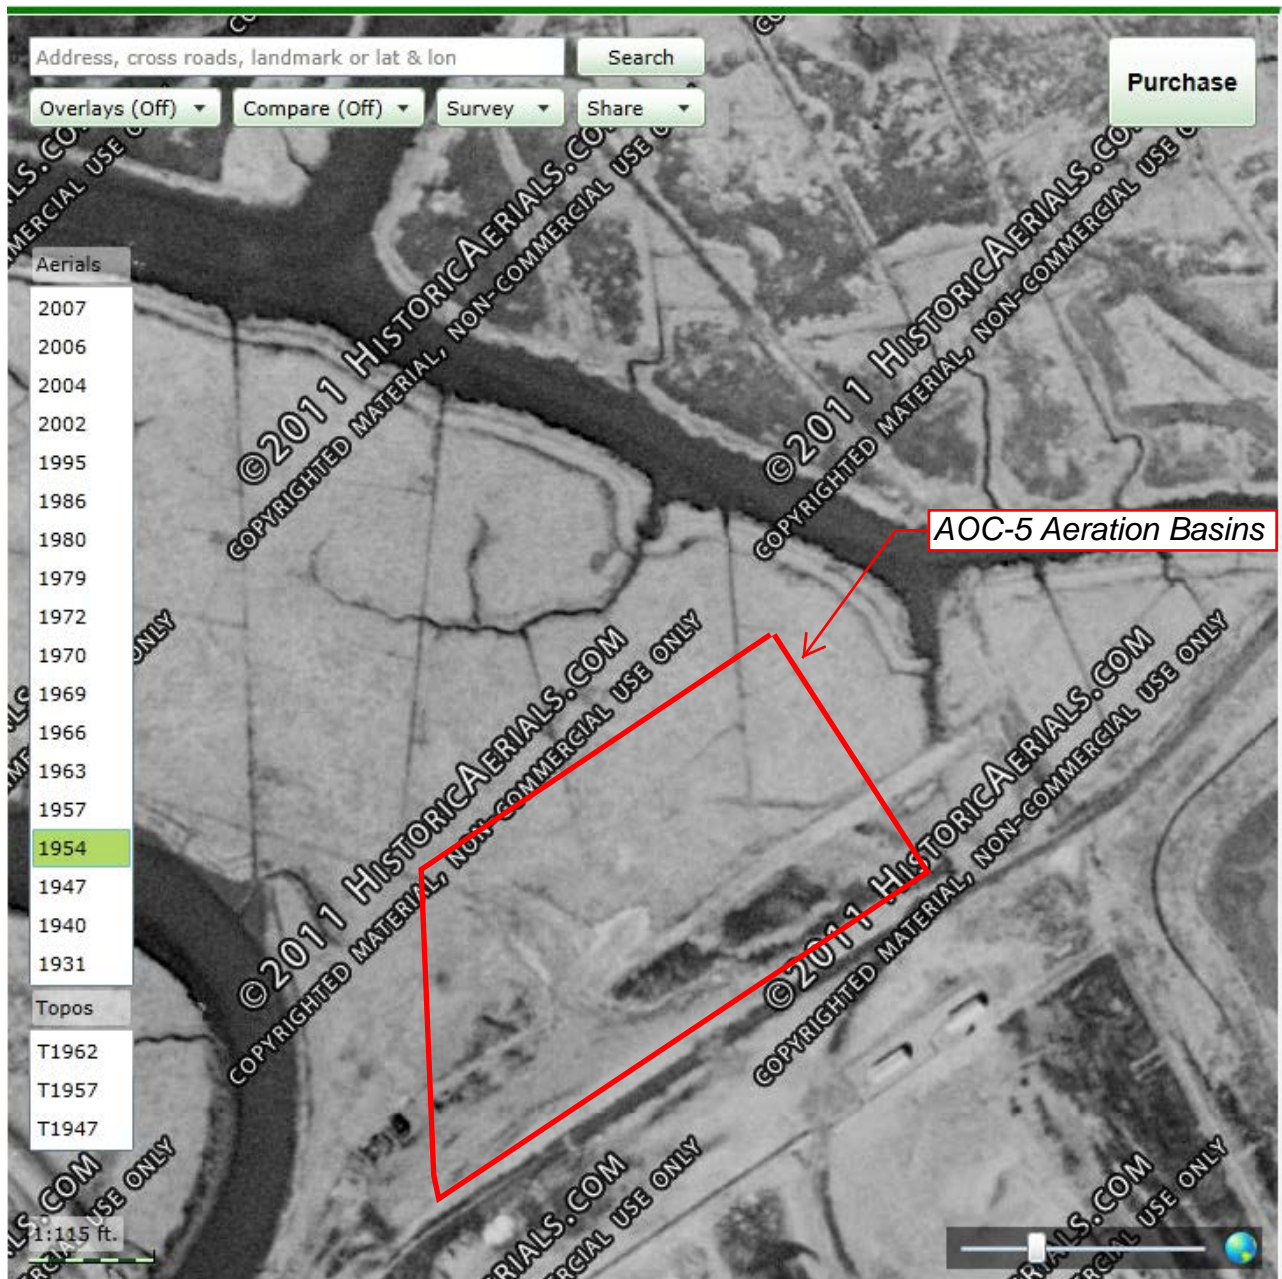 Address, cross roads, landmark or lat & lon
Search
Purchase
Overlays (Off)
Compare (Off)
Survey
Share
Aerials
2007
2006
2004
2002
1995
1986
1980
1979
1972
1970
1969
1966
1963
1957
1954
1947
1940
1931
Topos
T1962
T1957
T1947
1:115 ft.
AOC-5 Aeration Basins
©2011 HISTORICAERIALS.COM
COPYRIGHTED MATERIAL, NON-COMMERCIAL USE ONLY
©2011 HISTORICAERIALS.COM
COPYRIGHTED MATERIAL, NON-COMMERCIAL USE ONLY
©2011 HISTORICAERIALS.COM
COPYRIGHTED MATERIAL, NON-COMMERCIAL USE ONLY
©2011 HISTORICAERIALS.COM
COPYRIGHTED MATERIAL, NON-COMMERCIAL USE ONLY